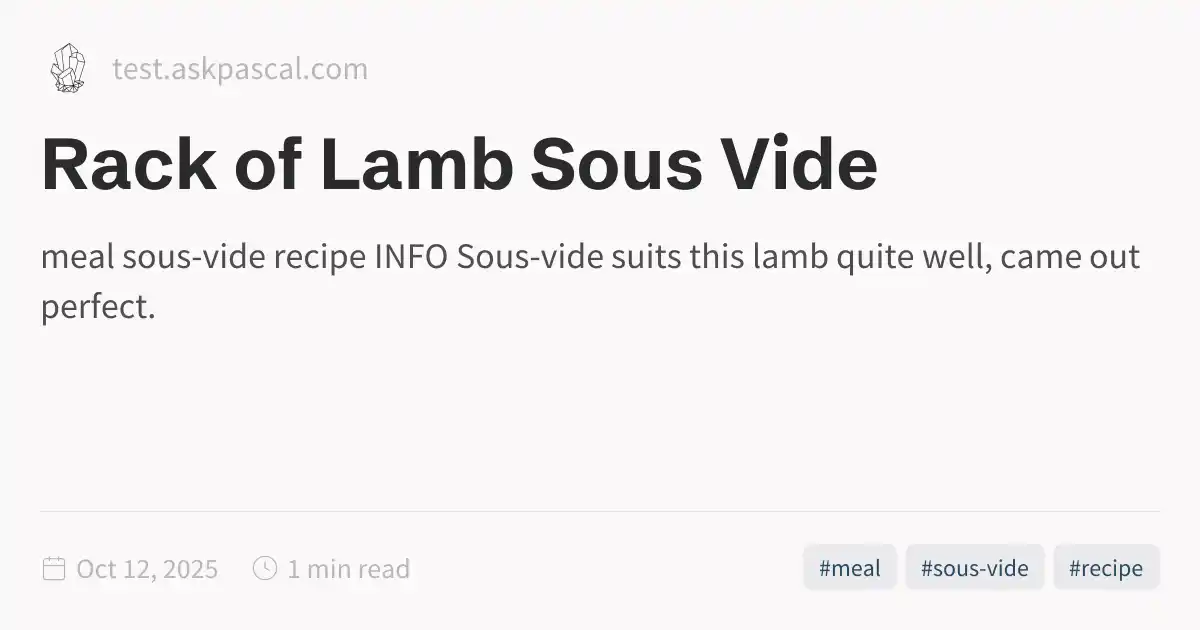 test.askpascal.com
Rack of Lamb Sous Vide
meal sous-vide recipe INFO Sous-vide suits this lamb quite well, came out
perfect.
Oct 12, 2025 1 min read #meal #sous-vide #recipe